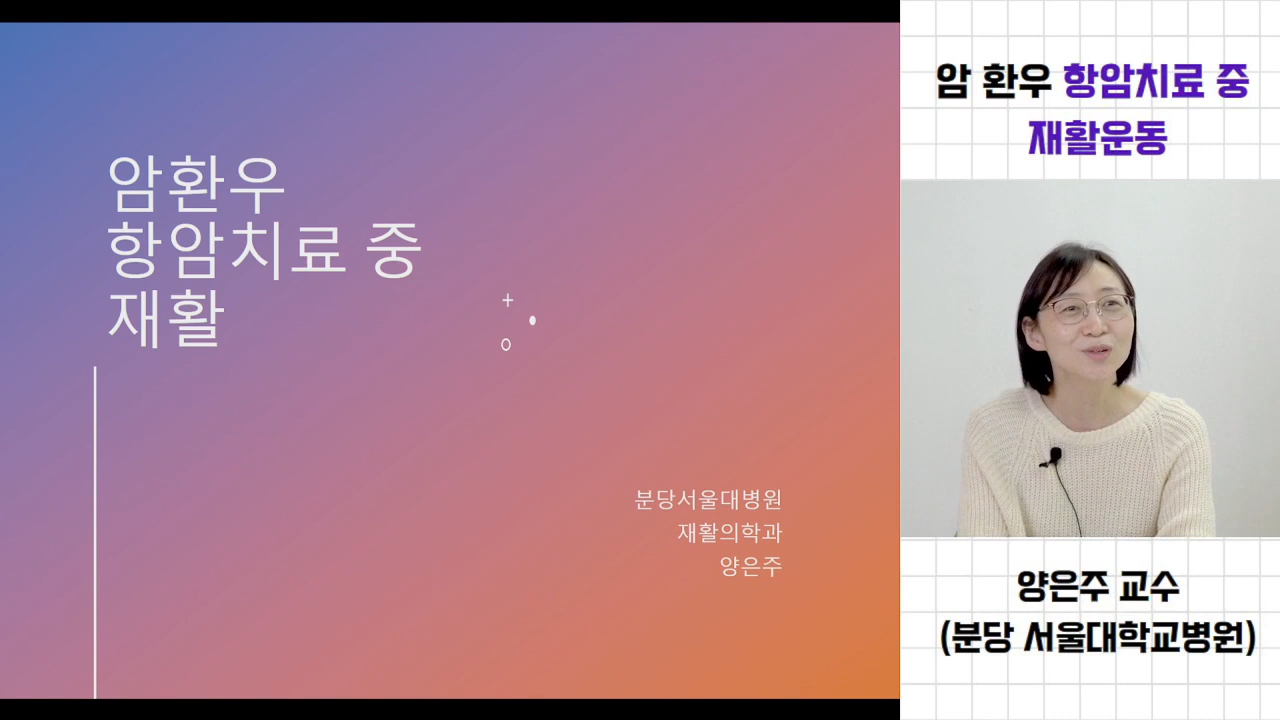 암환우
항암치료 중
재활
분당서울대병원
재활의학과
양은주
암 환우 항암치료 중
재활운동
양은주 교수
(분당 서울대학교병원)